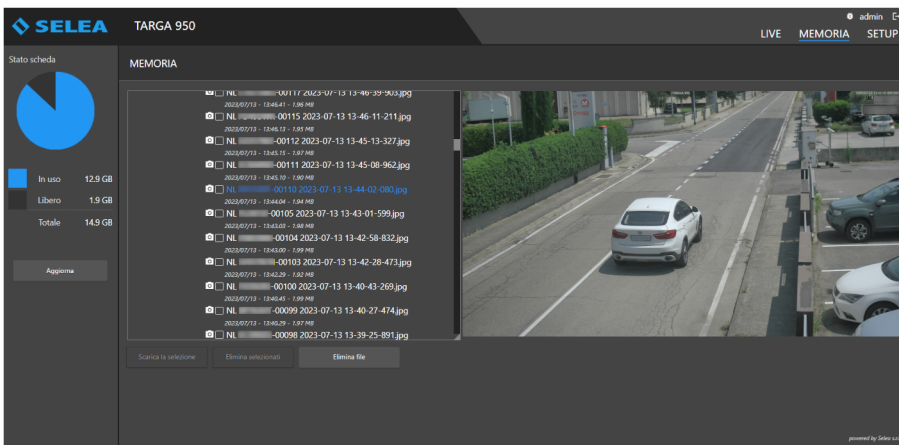 SELEA
TARGA 950
admin
LIVE MEMORIA SETUP
Stato scheda
In uso 12.9 GB
Libero 1.9 GB
Totale 14.9 GB
Aggiorna
MEMORIA
NL -00117 2023-07-13 13-46-39-903.jpg
2023/07/13 - 13:46.41 - 1.96 MB
NL -00115 2023-07-13 13-46-11-211.jpg
2023/07/13 - 13:46.13 - 1.95 MB
NL -00112 2023-07-13 13-45-13-327.jpg
2023/07/13 - 13:45.15 - 1.97 MB
NL -00111 2023-07-13 13-45-08-962.jpg
2023/07/13 - 13:45.10 - 1.90 MB
NL -00110 2023-07-13 13-44-02-080.jpg
2023/07/13 - 13:44.04 - 1.94 MB
NL -00105 2023-07-13 13-43-01-599.jpg
2023/07/13 - 13:43.03 - 1.98 MB
NL -00104 2023-07-13 13-42-58-832.jpg
2023/07/13 - 13:43.00 - 1.99 MB
NL -00103 2023-07-13 13-42-28-473.jpg
2023/07/13 - 13:42.29 - 1.92 MB
NL -00100 2023-07-13 13-40-43-269.jpg
2023/07/13 - 13:40.45 - 1.99 MB
NL -00099 2023-07-13 13-40-27-474.jpg
2023/07/13 - 13:40.29 - 1.97 MB
NL -00098 2023-07-13 13-39-25-891.jpg
Scarica la selezione Elimina selezionati Elimina file
powered by Selea s.r.l.